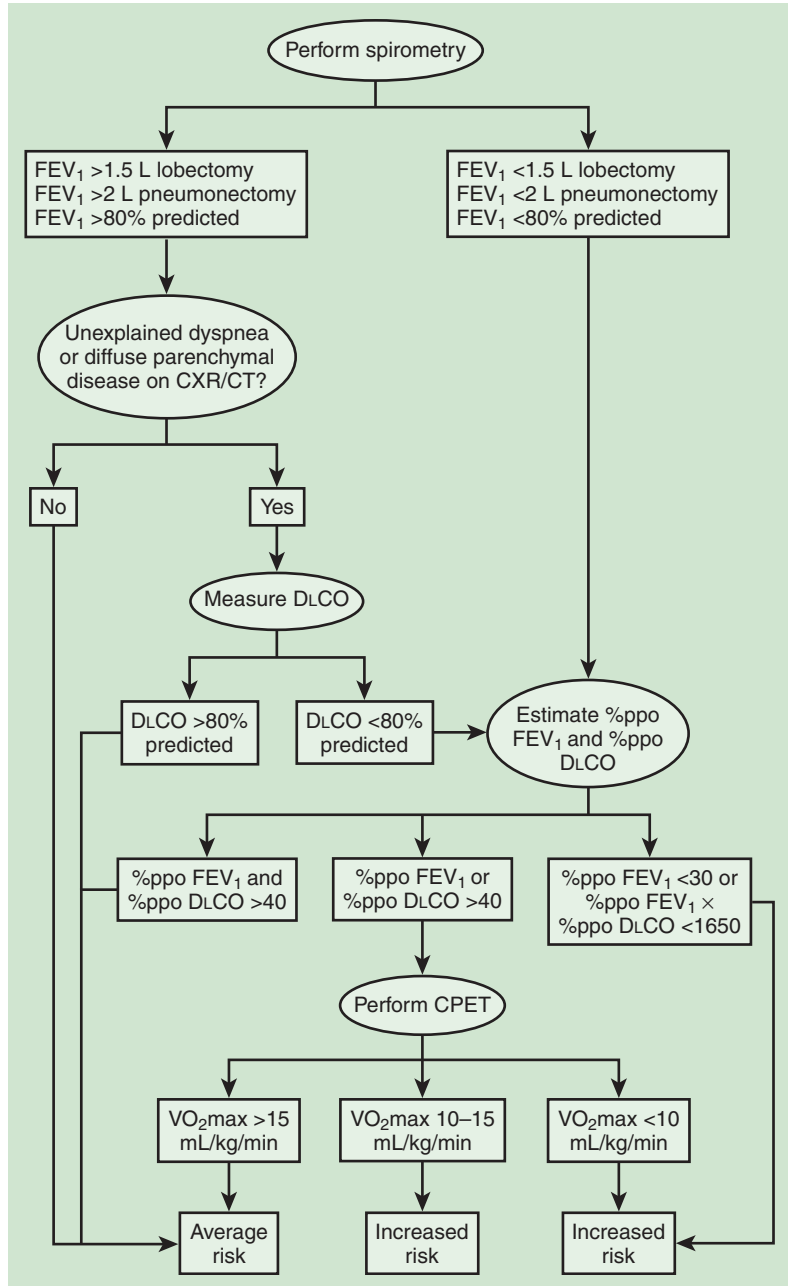 Perform spirometry
FEV₁ >1.5 L lobectomy
FEV₁ >2 L pneumonectomy
FEV₁ >80% predicted
FEV₁ <1.5 L lobectomy
FEV₁ <2 L pneumonectomy
FEV₁ <80% predicted
Unexplained dyspnea
or diffuse parenchymal
disease on CXR/CT?
No
Yes
Measure DLCO
DLCO >80%
predicted
DLCO <80%
predicted
Estimate %ppo
FEV₁ and %ppo
DLCO
%ppo FEV₁ and
%ppo DLCO >40
%ppo FEV₁ or
%ppo DLCO >40
%ppo FEV₁ <30 or
%ppo FEV₁ ×
%ppo DLCO <1650
Perform CPET
VO₂max >15
mL/kg/min
VO₂max 10–15
mL/kg/min
VO₂max <10
mL/kg/min
Average
risk
Increased
risk
Increased
risk